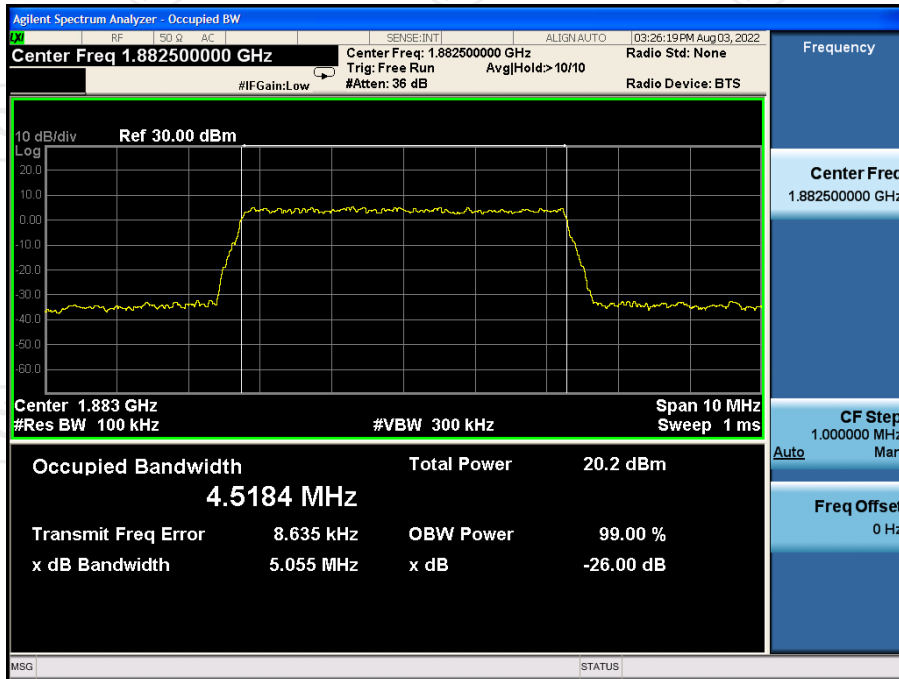 Agilent Spectrum Analyzer - Occupied BW
LXI RF 50 Ω AC SENSE:INT ALIGN AUTO 03:26:19 PM Aug 03, 2022
Center Freq 1.882500000 GHz
Center Freq: 1.882500000 GHz
Radio Std: None
Trig: Free Run Avg|Hold:> 10/10
#IFGain:Low
#Atten: 36 dB
Radio Device: BTS
Frequency
10 dB/div Ref 30.00 dBm
Log
20.0
10.0
0.00
-10.0
-20.0
-30.0
-40.0
-50.0
-60.0
Center 1.883 GHz Span 10 MHz
#Res BW 100 kHz #VBW 300 kHz Sweep 1 ms
Center Freq
1.882500000 GHz
CF Step
1.000000 MHz
Auto Man
Freq Offset
0 Hz
Occupied Bandwidth Total Power 20.2 dBm
4.5184 MHz
Transmit Freq Error 8.635 kHz OBW Power 99.00 %
x dB Bandwidth 5.055 MHz x dB -26.00 dB
MSG STATUS